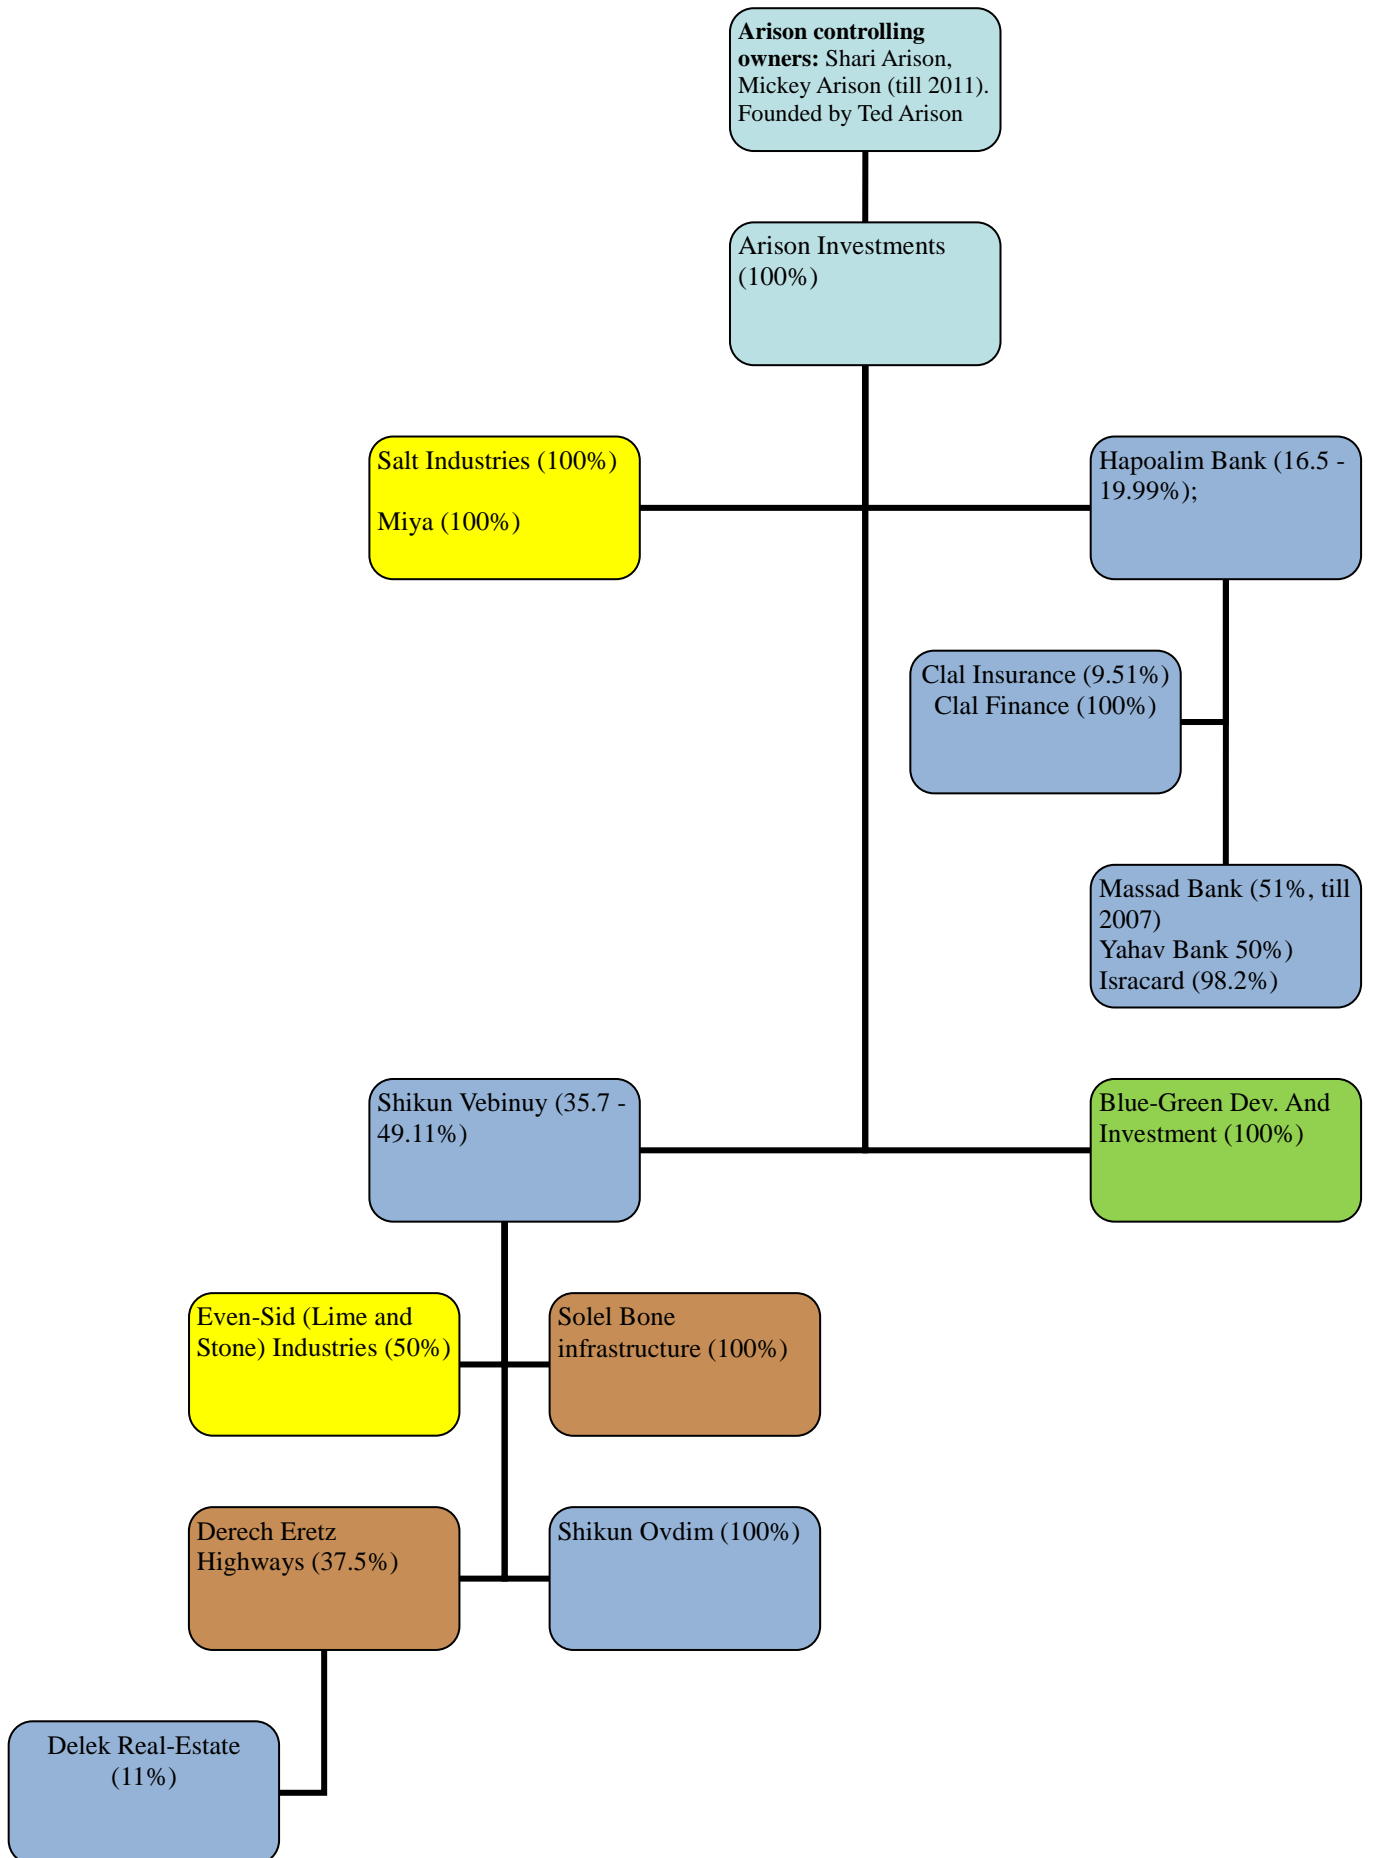 Arison controlling
owners: Shari Arison,
Mickey Arison (till 2011).
Founded by Ted Arison
Arison Investments
(100%)
Salt Industries (100%)
Miya (100%)
Hapoalim Bank (16.5 -
19.99%);
Clal Insurance (9.51%)
Clal Finance (100%)
Massad Bank (51%, till
2007)
Yahav Bank 50%)
Isracard (98.2%)
Shikun Vebinuy (35.7 -
49.11%)
Blue-Green Dev. And
Investment (100%)
Even-Sid (Lime and
Stone) Industries (50%)
Solel Bone
infrastructure (100%)
Derech Eretz
Highways (37.5%)
Shikun Ovdim (100%)
Delek Real-Estate
(11%)